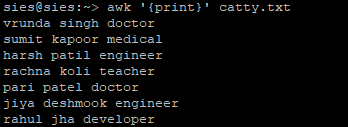 sies@sies:~> awk '{print}' catty.txt
vrunda singh doctor
sumit kapoor medical
harsh patil engineer
rachna koli teacher
pari patel doctor
jiya deshmook engineer
rahul jha developer